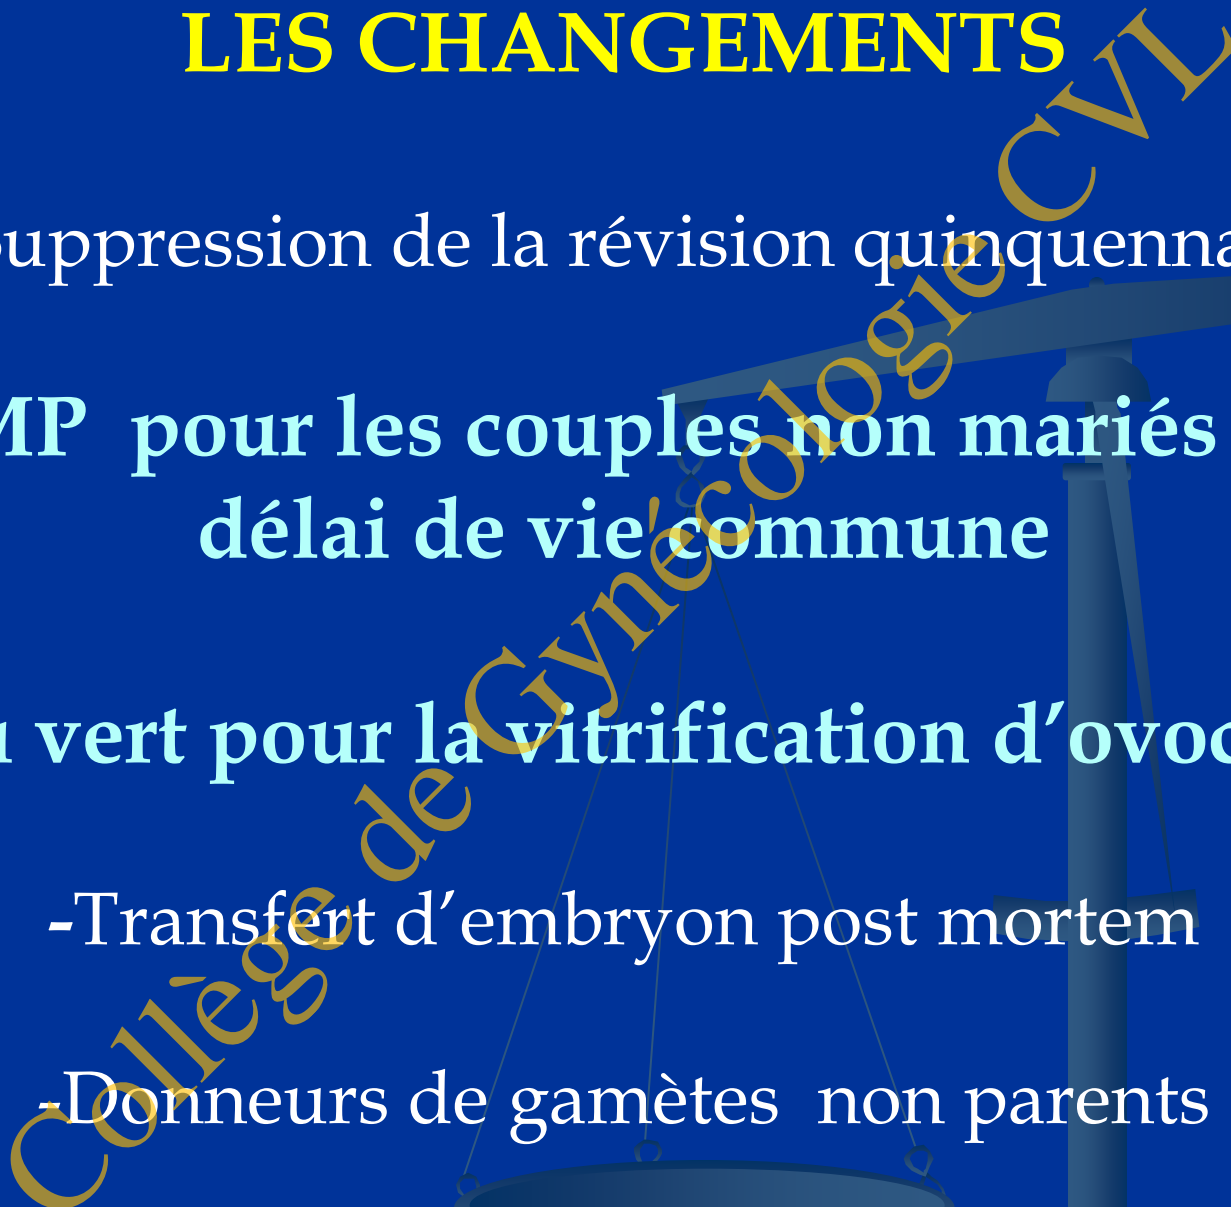 LES CHANGEMENTS
uppression de la révision quinquenna
MP pour les couples non mariés
délai de vie commune
vert pour la vitrification d’ovoc
-Transfert d’embryon post mortem
-Donneurs de gamètes non parents
Collège de Gynécologie CVL